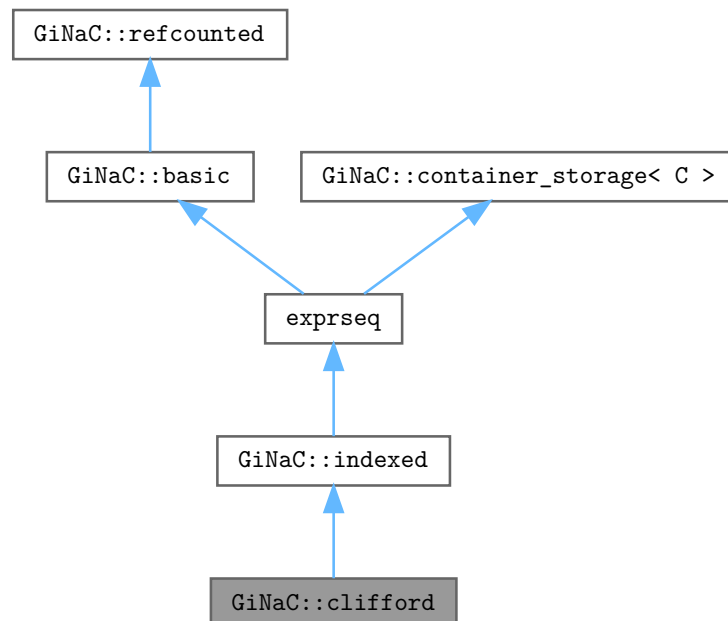 GiNaC::refcounted
GiNaC::basic
GiNaC::container_storage< C >
exprseq
GiNaC::indexed
GiNaC::clifford